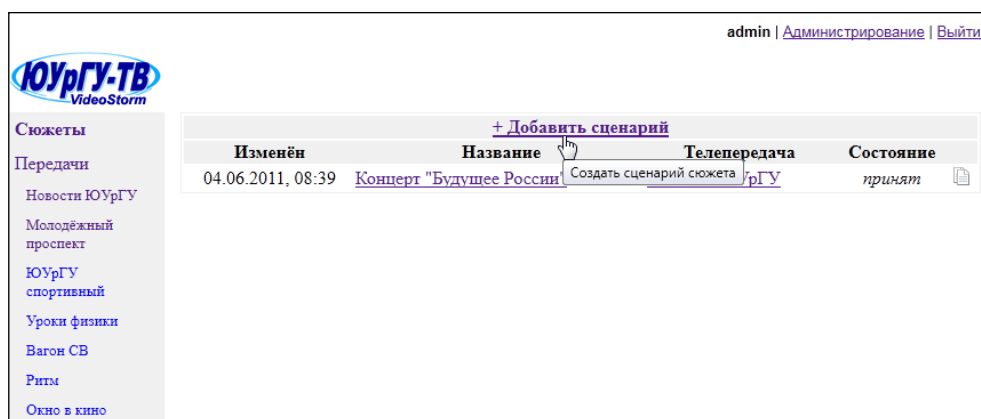 admin | Администрирование | Выйти
ЮУрГУ-ТВ
VideoStorm
Сюжеты
Передачи
Новости ЮУрГУ
Молодёжный
проспект
ЮУрГУ
спортивный
Уроки физики
Вагон СВ
Ритм
Окно в кино
+ Добавить сценарий
Изменён Название Телепередача Состояние
04.06.2011, 08:39 Концерт "Будущее России" УрГУ принят
Создать сценарий сюжета